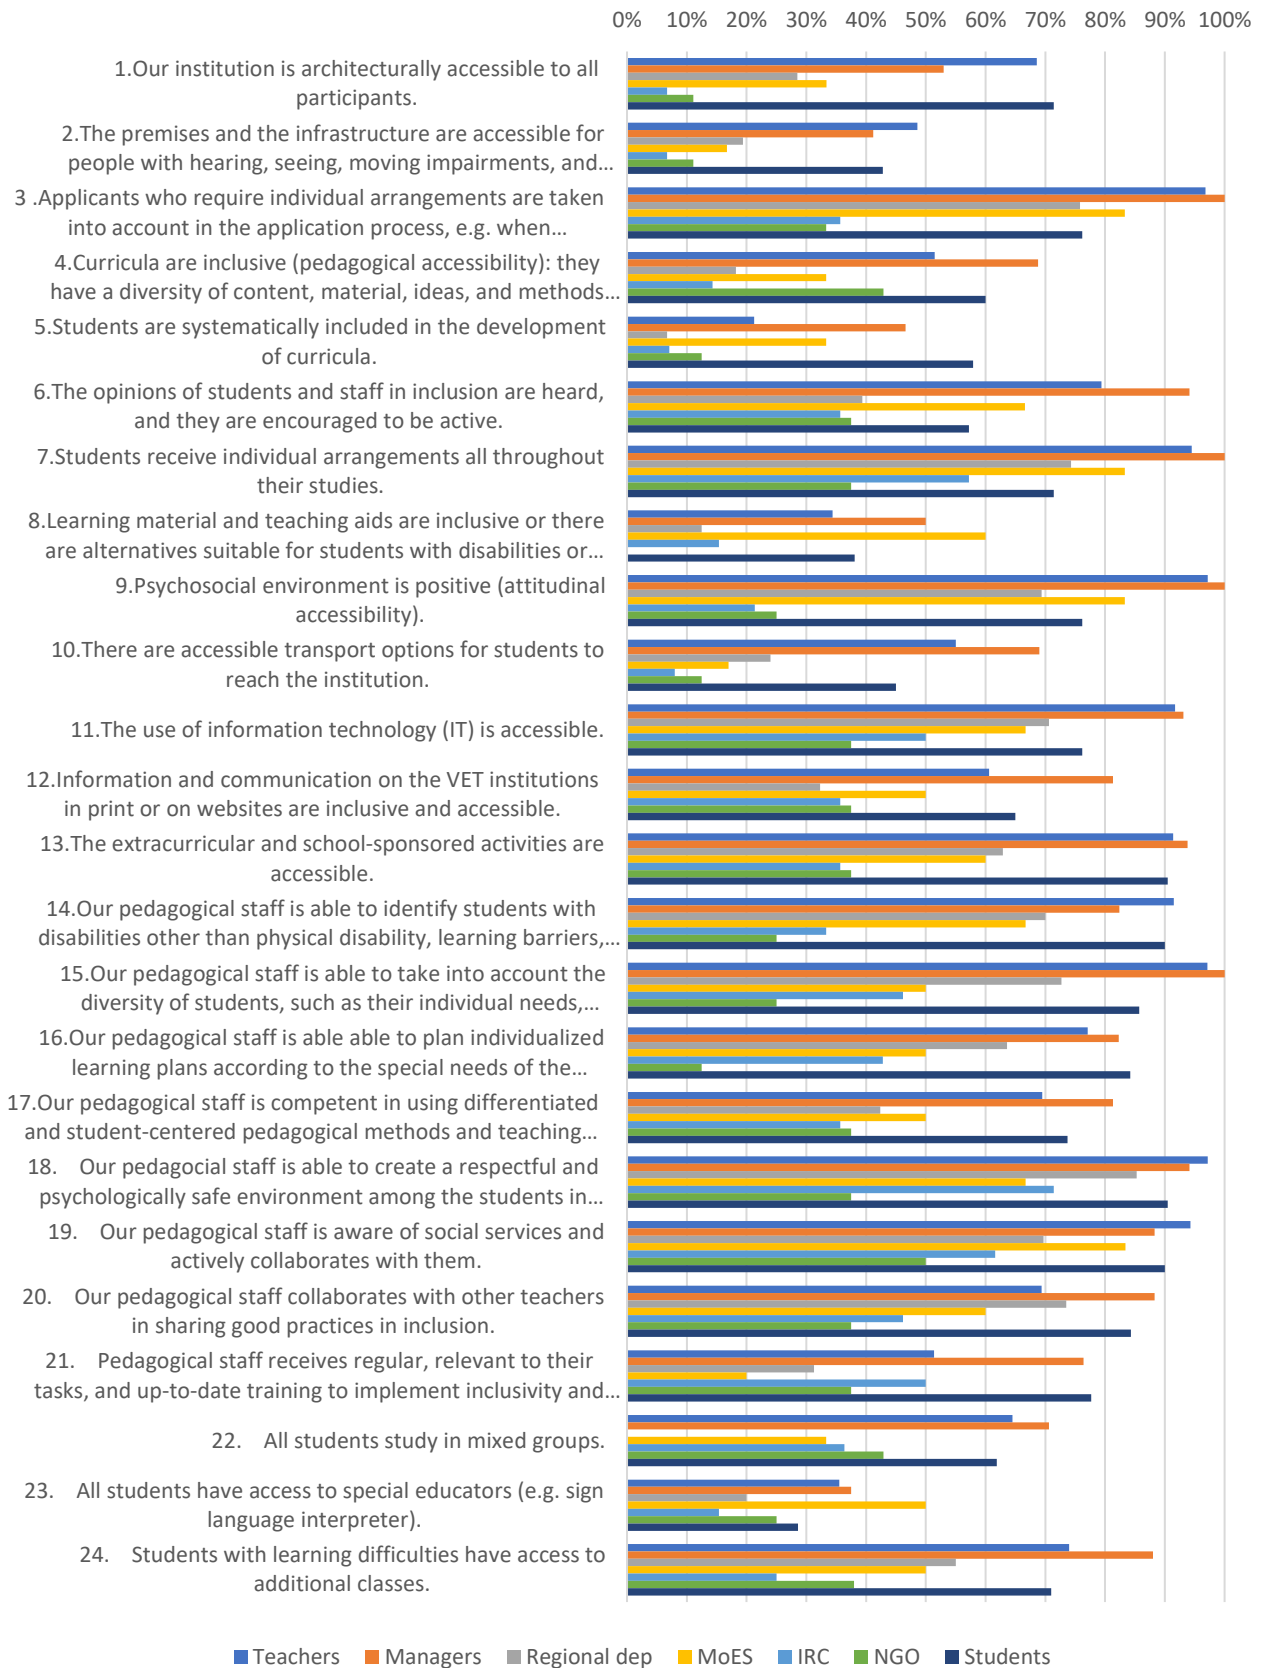 0% 10% 20% 30% 40% 50% 60% 70% 80% 90% 100%
1.Our institution is architecturally accessible to all
participants.
2.The premises and the infrastructure are accessible for
people with hearing, seeing, moving impairments, and...
3 .Applicants who require individual arrangements are taken
into account in the application process, e.g. when...
4.Curricula are inclusive (pedagogical accessibility): they
have a diversity of content, material, ideas, and methods...
5.Students are systematically included in the development
of curricula.
6.The opinions of students and staff in inclusion are heard,
and they are encouraged to be active.
7.Students receive individual arrangements all throughout
their studies.
8.Learning material and teaching aids are inclusive or there
are alternatives suitable for students with disabilities or...
9.Psychosocial environment is positive (attitudinal
accessibility).
10.There are accessible transport options for students to
reach the institution.
11.The use of information technology (IT) is accessible.
12.Information and communication on the VET institutions
in print or on websites are inclusive and accessible.
13.The extracurricular and school-sponsored activities are
accessible.
14.Our pedagogical staff is able to identify students with
disabilities other than physical disability, learning barriers,...
15.Our pedagogical staff is able to take into account the
diversity of students, such as their individual needs,...
16.Our pedagogical staff is able able to plan individualized
learning plans according to the special needs of the...
17.Our pedagogical staff is competent in using differentiated
and student-centered pedagogical methods and teaching...
18. Our pedagocial staff is able to create a respectful and
psychologically safe environment among the students in...
19. Our pedagogical staff is aware of social services and
actively collaborates with them.
20. Our pedagogical staff collaborates with other teachers
in sharing good practices in inclusion.
21. Pedagogical staff receives regular, relevant to their
tasks, and up-to-date training to implement inclusivity and...
22. All students study in mixed groups.
23. All students have access to special educators (e.g. sign
language interpreter).
24. Students with learning difficulties have access to
additional classes.
Teachers Managers Regional dep MoES IRC NGO Students